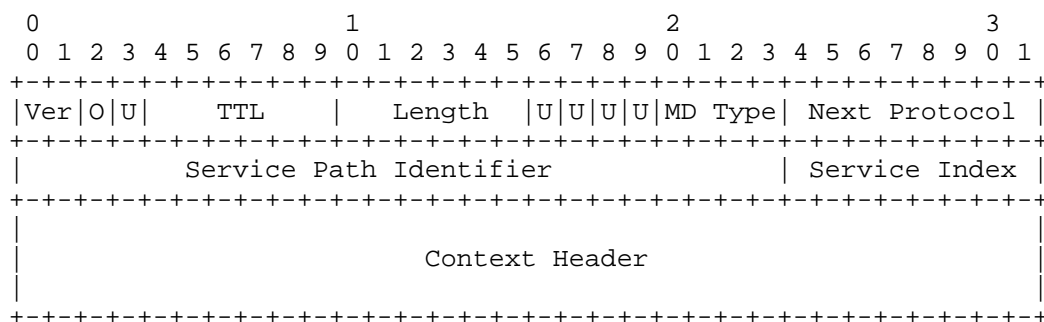 0                   1                   2                   3
 0 1 2 3 4 5 6 7 8 9 0 1 2 3 4 5 6 7 8 9 0 1 2 3 4 5 6 7 8 9 0 1
+-+-+-+-+-+-+-+-+-+-+-+-+-+-+-+-+-+-+-+-+-+-+-+-+-+-+-+-+-+-+-+-+
|Ver|O|U|    TTL    |   Length  |U|U|U|U|MD Type| Next Protocol |
+-+-+-+-+-+-+-+-+-+-+-+-+-+-+-+-+-+-+-+-+-+-+-+-+-+-+-+-+-+-+-+-+
|          Service Path Identifier              | Service Index |
+-+-+-+-+-+-+-+-+-+-+-+-+-+-+-+-+-+-+-+-+-+-+-+-+-+-+-+-+-+-+-+-+
|                                                               |
|                         Context Header                        |
|                                                               |
+-+-+-+-+-+-+-+-+-+-+-+-+-+-+-+-+-+-+-+-+-+-+-+-+-+-+-+-+-+-+-+-+